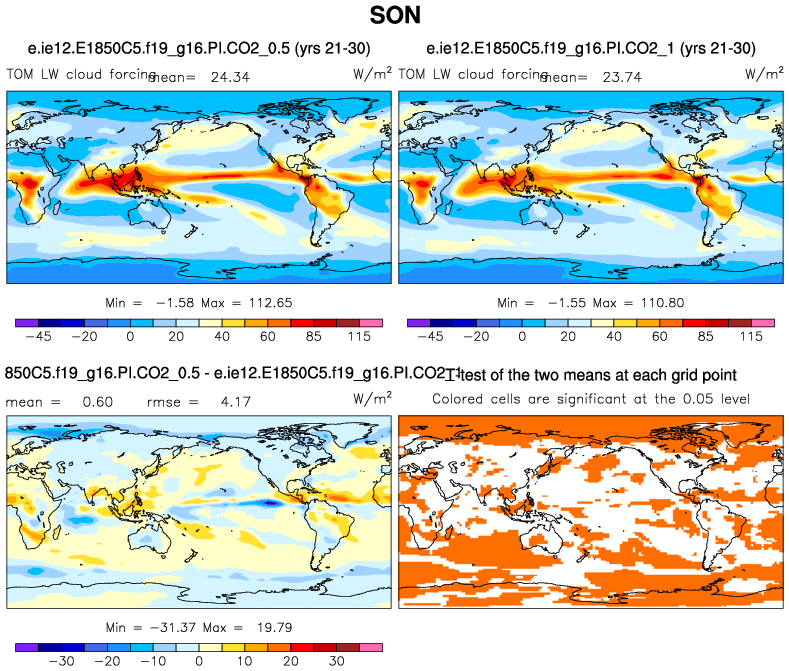 SON
e.ie12.E1850C5.f19_g16.PI.CO2_0.5 (yrs 21-30)
e.ie12.E1850C5.f19_g16.PI.CO2_1 (yrs 21-30)
TOM LW cloud forcing mean= 24.34 W/m²
TOM LW cloud forcing mean= 23.74 W/m²
Min = -1.58 Max = 112.65
Min = -1.55 Max = 110.80
-45 -20 0 20 40 60 85 115
-45 -20 0 20 40 60 85 115
850C5.f19_g16.PI.CO2_0.5 - e.ie12.E1850C5.f19_g16.PI.CO2_1
T-test of the two means at each grid point
mean = 0.60 rmse = 4.17 W/m²
Colored cells are significant at the 0.05 level
Min = -31.37 Max = 19.79
-30 -20 -10 0 10 20 30